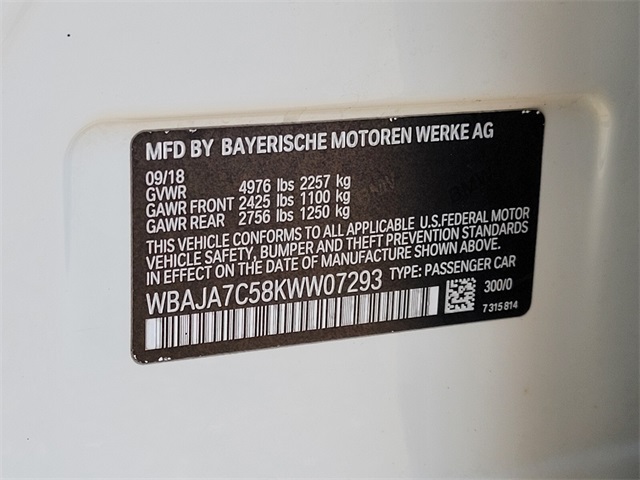 MFD BY BAYERISCHE MOTOREN WERKE AG
09/18
GVWR 4976 lbs 2257 kg
GAWR FRONT 2425 lbs 1100 kg
GAWR REAR 2756 lbs 1250 kg
THIS VEHICLE CONFORMS TO ALL APPLICABLE U.S.FEDERAL MOTOR
VEHICLE SAFETY, BUMPER AND THEFT PREVENTION STANDARDS
IN EFFECT ON THE DATE OF MANUFACTURE SHOWN ABOVE.
WBAJA7C58KWW07293 TYPE: PASSENGER CAR
300/0
7 315 814